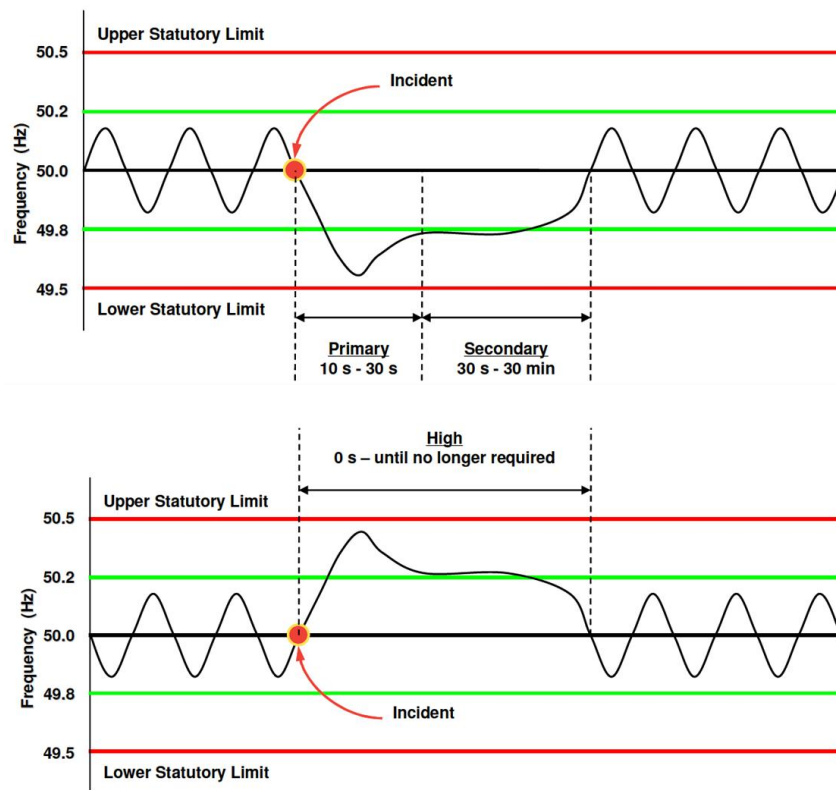 Upper Statutory Limit
50.5
Incident
50.2
50.0
Frequency (Hz)
49.8
49.5
Lower Statutory Limit
Primary
10 s - 30 s
Secondary
30 s - 30 min
High
0 s – until no longer required
Upper Statutory Limit
50.5
50.2
50.0
Frequency (Hz)
49.8
Incident
49.5
Lower Statutory Limit